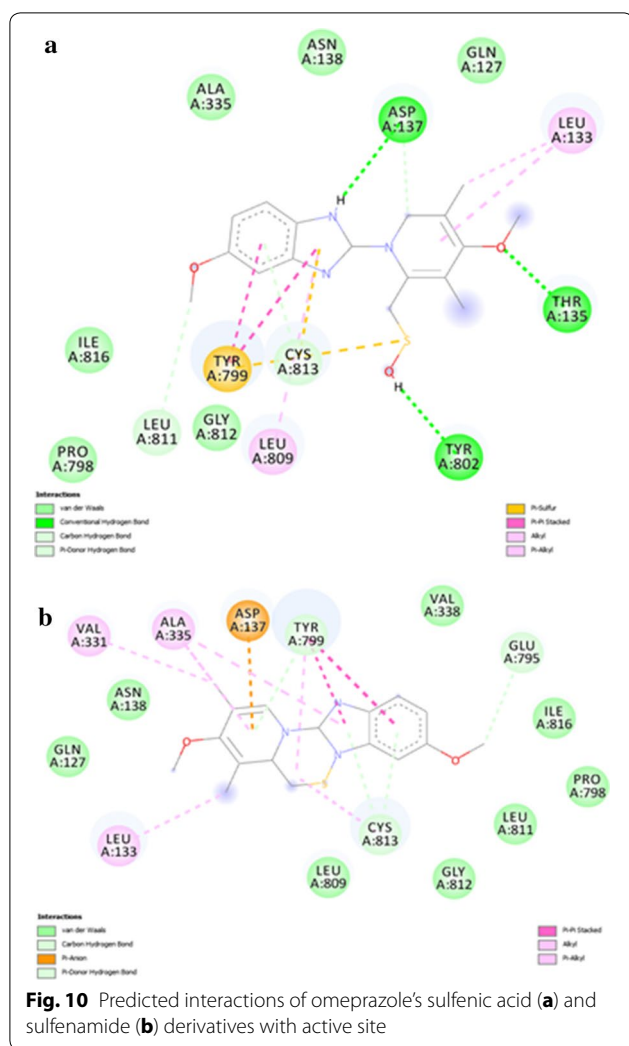 a
ASN
A:138
GLN
A:127
ALA
A:335
ASP
A:137
LEU
A:133
H
N
N
N
O
O
THR
A:135
ILE
A:816
TYR
A:799
CYS
A:813
S
O
H
LEU
A:811
GLY
A:812
LEU
A:809
TYR
A:802
PRO
A:798
Interactions
van der Waals
Conventional Hydrogen Bond
Carbon Hydrogen Bond
Pi-Donor Hydrogen Bond
Pi-Sulfur
Pi-Pi Stacked
Alkyl
Pi-Alkyl
b
VAL
A:331
ALA
A:335
ASP
A:137
TYR
A:799
VAL
A:338
GLU
A:795
ASN
A:138
GLN
A:127
N
N
N
O
O
S
ILE
A:816
PRO
A:798
LEU
A:133
CYS
A:813
LEU
A:811
LEU
A:809
GLY
A:812
Interactions
van der Waals
Carbon Hydrogen Bond
Pi-Anion
Pi-Donor Hydrogen Bond
Pi-Pi Stacked
Alkyl
Pi-Alkyl
Fig. 10 Predicted interactions of omeprazole's sulfenic acid (a) and
sulfenamide (b) derivatives with active site